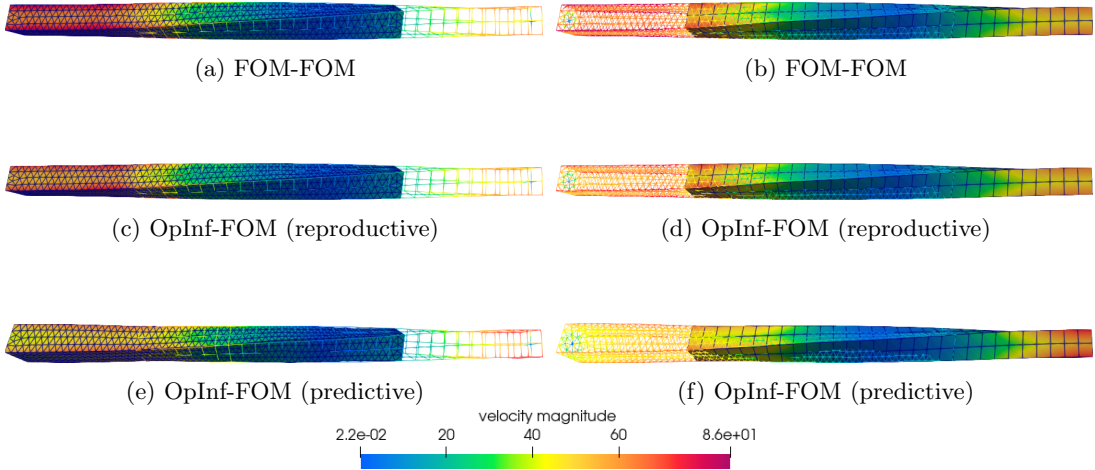 (a) FOM-FOM
(b) FOM-FOM
(c) OpInf-FOM (reproductive)
(d) OpInf-FOM (reproductive)
(e) OpInf-FOM (predictive)
(f) OpInf-FOM (predictive)
velocity magnitude
2.2e-02 20 40 60 8.6e+01